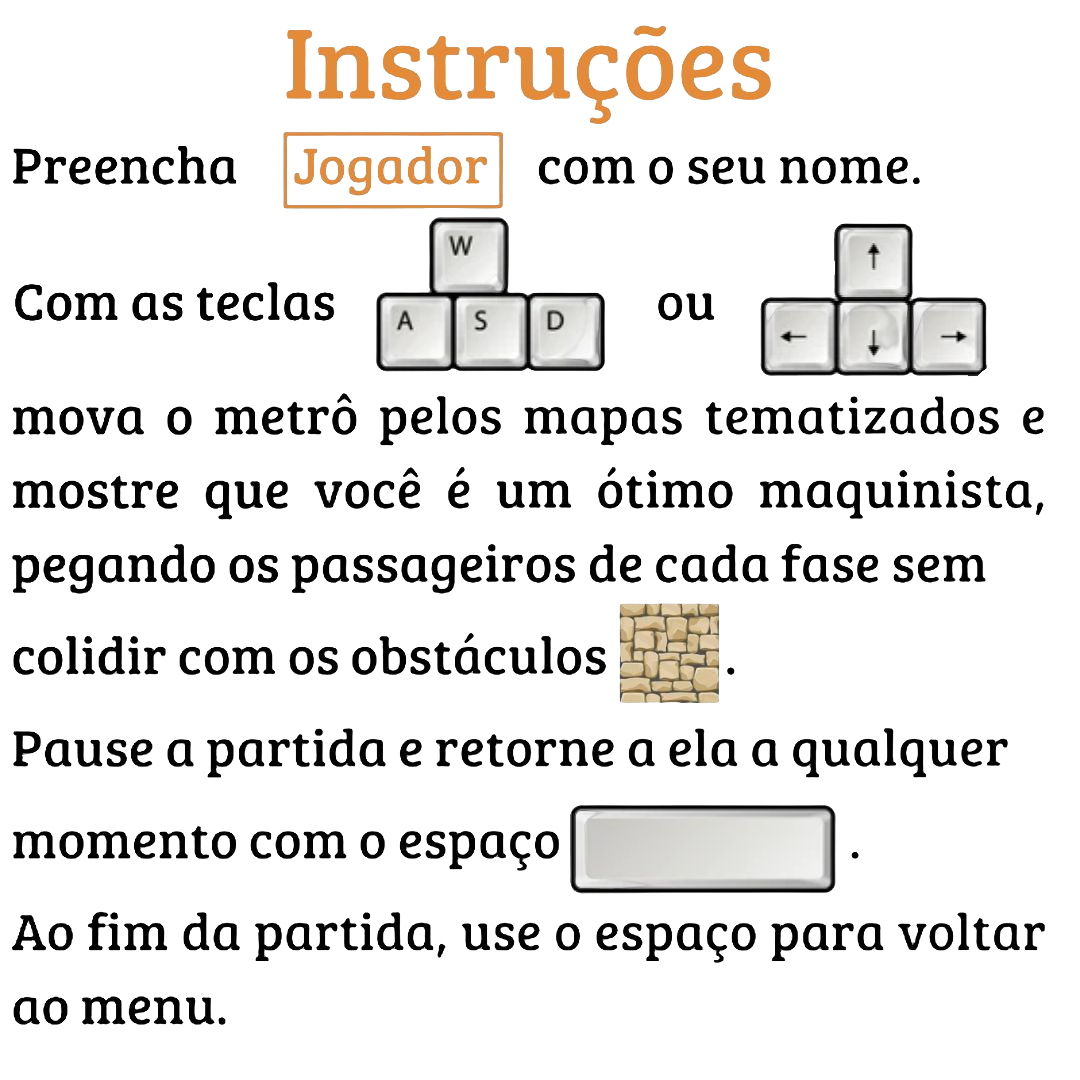 Instruções
Preencha Jogador com o seu nome.
W
Com as teclas A S D ou ← ↑ ↓ →
mova o metrô pelos mapas tematizados e
mostre que você é um ótimo maquinista,
pegando os passageiros de cada fase sem
colidir com os obstáculos .
Pause a partida e retorne a ela a qualquer
momento com o espaço .
Ao fim da partida, use o espaço para voltar
ao menu.